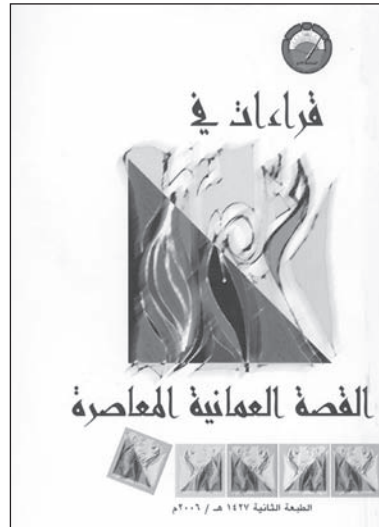 قراءات في
القصة العمانية المعاصرة
الطبعة الثانية ١٤٢٧ هـ / ٢٠٠٦م